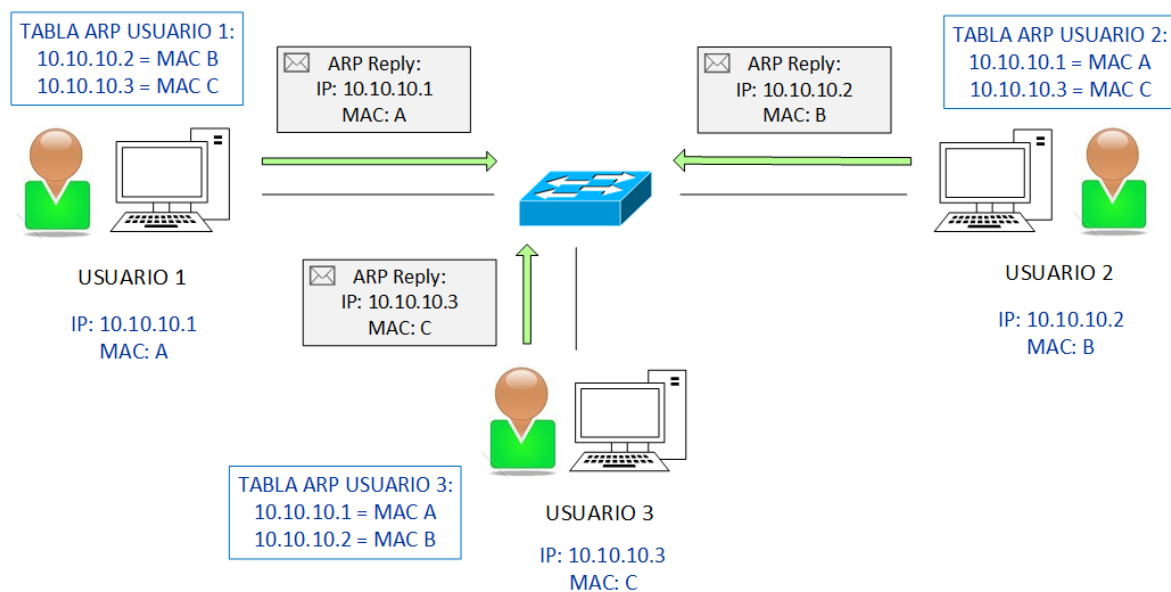 TABLA ARP USUARIO 1:
10.10.10.2 = MAC B
10.10.10.3 = MAC C
ARP Reply:
IP: 10.10.10.1
MAC: A
ARP Reply:
IP: 10.10.10.2
MAC: B
TABLA ARP USUARIO 2:
10.10.10.1 = MAC A
10.10.10.3 = MAC C
USUARIO 1
IP: 10.10.10.1
MAC: A
ARP Reply:
IP: 10.10.10.3
MAC: C
USUARIO 2
IP: 10.10.10.2
MAC: B
TABLA ARP USUARIO 3:
10.10.10.1 = MAC A
10.10.10.2 = MAC B
USUARIO 3
IP: 10.10.10.3
MAC: C